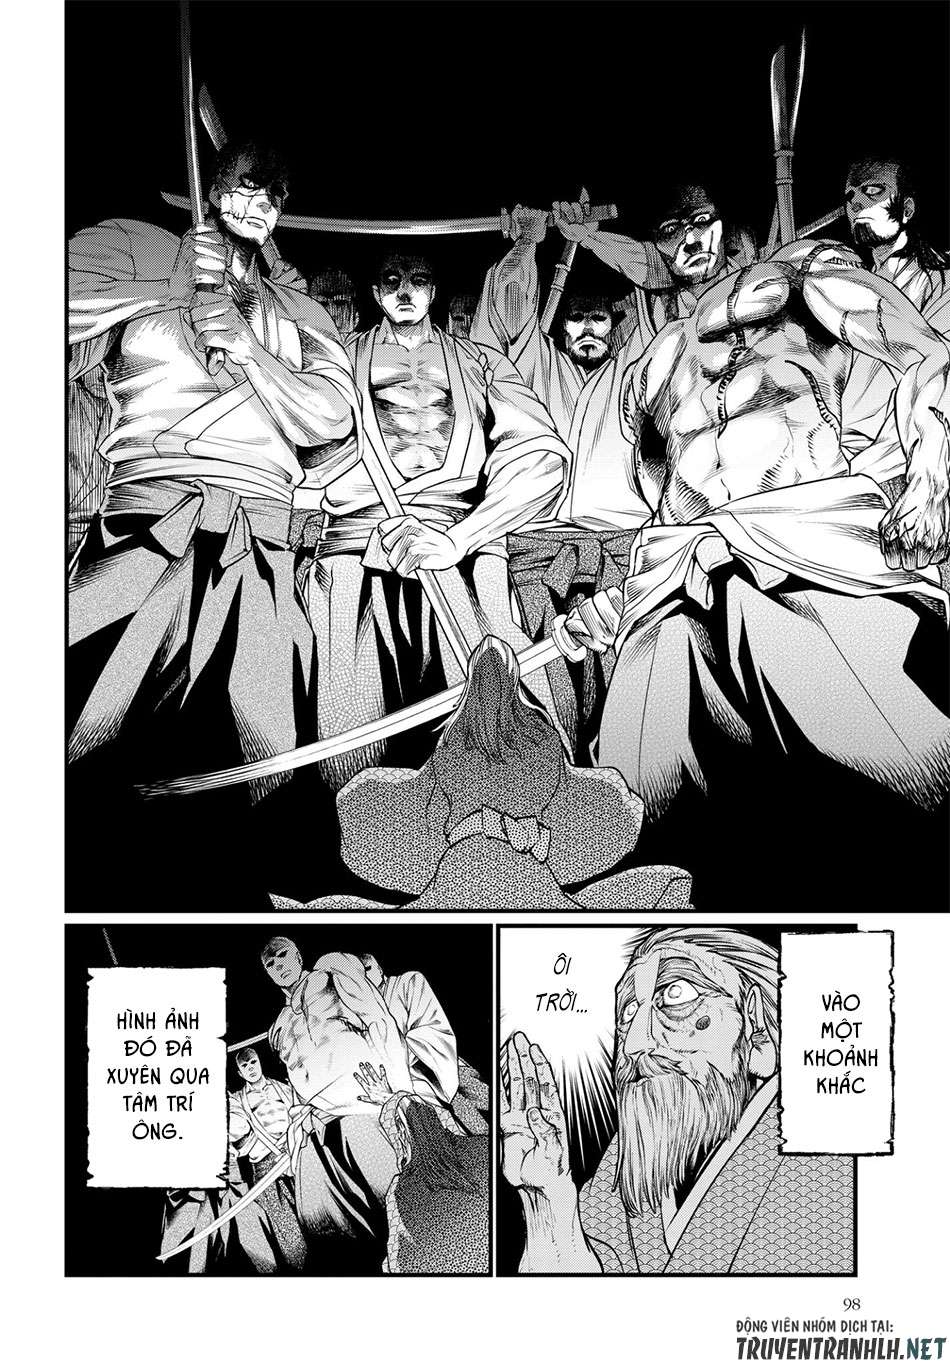 VÀO
MỘT
KHOẢNH
KHẮC
ÔI
TRỜI...
HÌNH ẢNH
ĐÓ ĐÃ
XUYÊN QUA
TÂM TRÍ
ÔNG.
98
ĐỘNG VIÊN NHÓM DỊCH TẠI:
TRUYENTRANHLH.NET